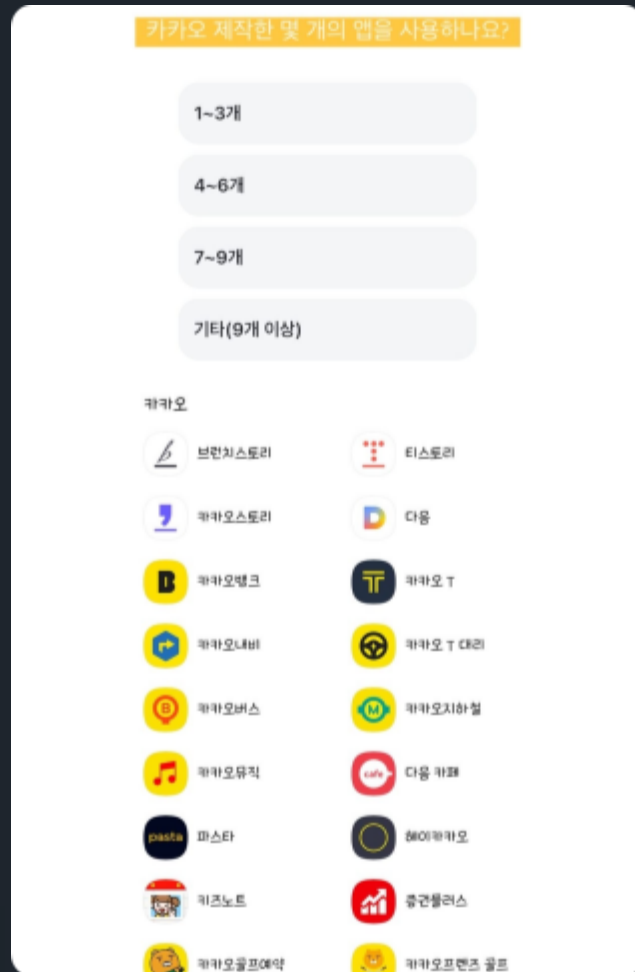 카카오 제작한 몇 개의 앱을 사용하나요?
1~3개
4~6개
7~9개
기타(9개 이상)
카카오
브런치스토리
티스토리
카카오스토리
다음
B
카카오뱅크
T
카카오 T
카카오내비
카카오 T 대리
B
카카오버스
M
카카오지하철
카카오뮤직
cafe
다음 카페
pasta
파스타
헤이카카오
키즈노트
증권플러스
카카오골프예약
카카오프렌즈 골프